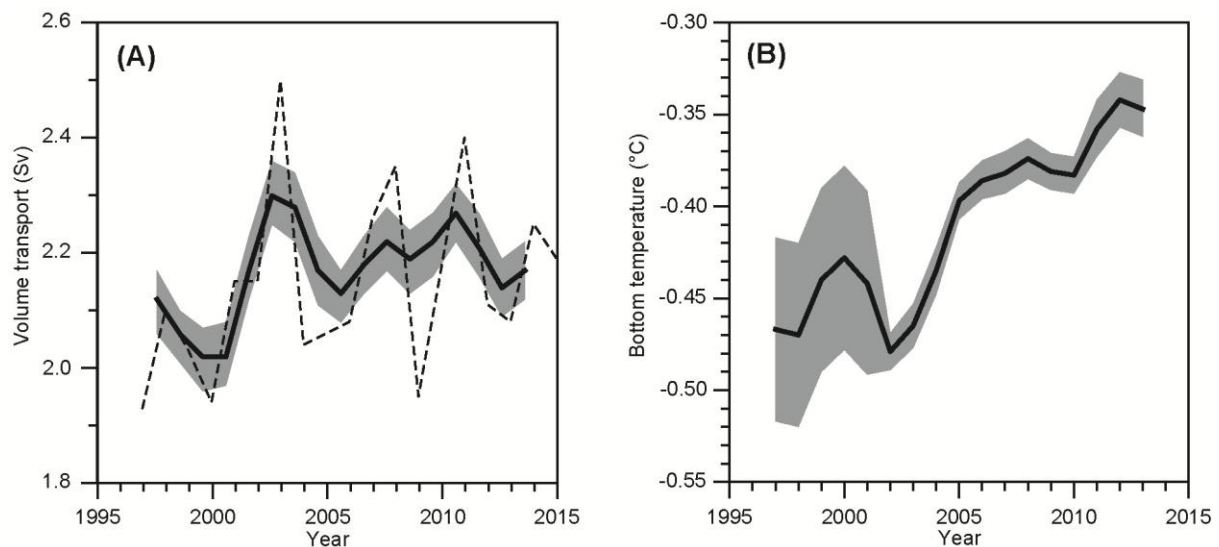 (A)
Volume transport (Sv)
2.6
2.4
2.2
2.0
1.8
1995 2000 2005 2010 2015
Year
(B)
Bottom temperature (°C)
-0.30
-0.35
-0.40
-0.45
-0.50
-0.55
1995 2000 2005 2010 2015
Year